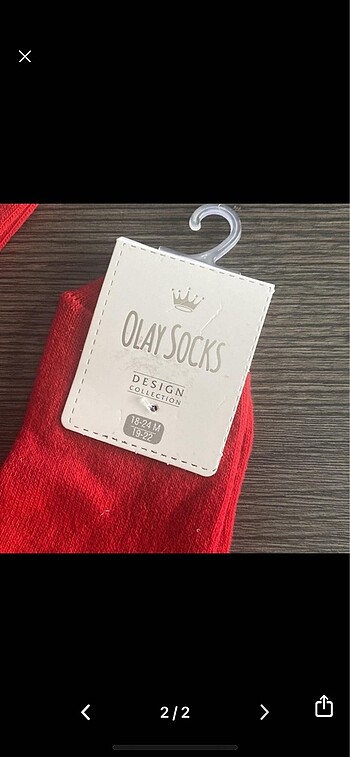 OLAY SOCKS
DESIGN
COLLECTION
18-24 M
19-22
2/2